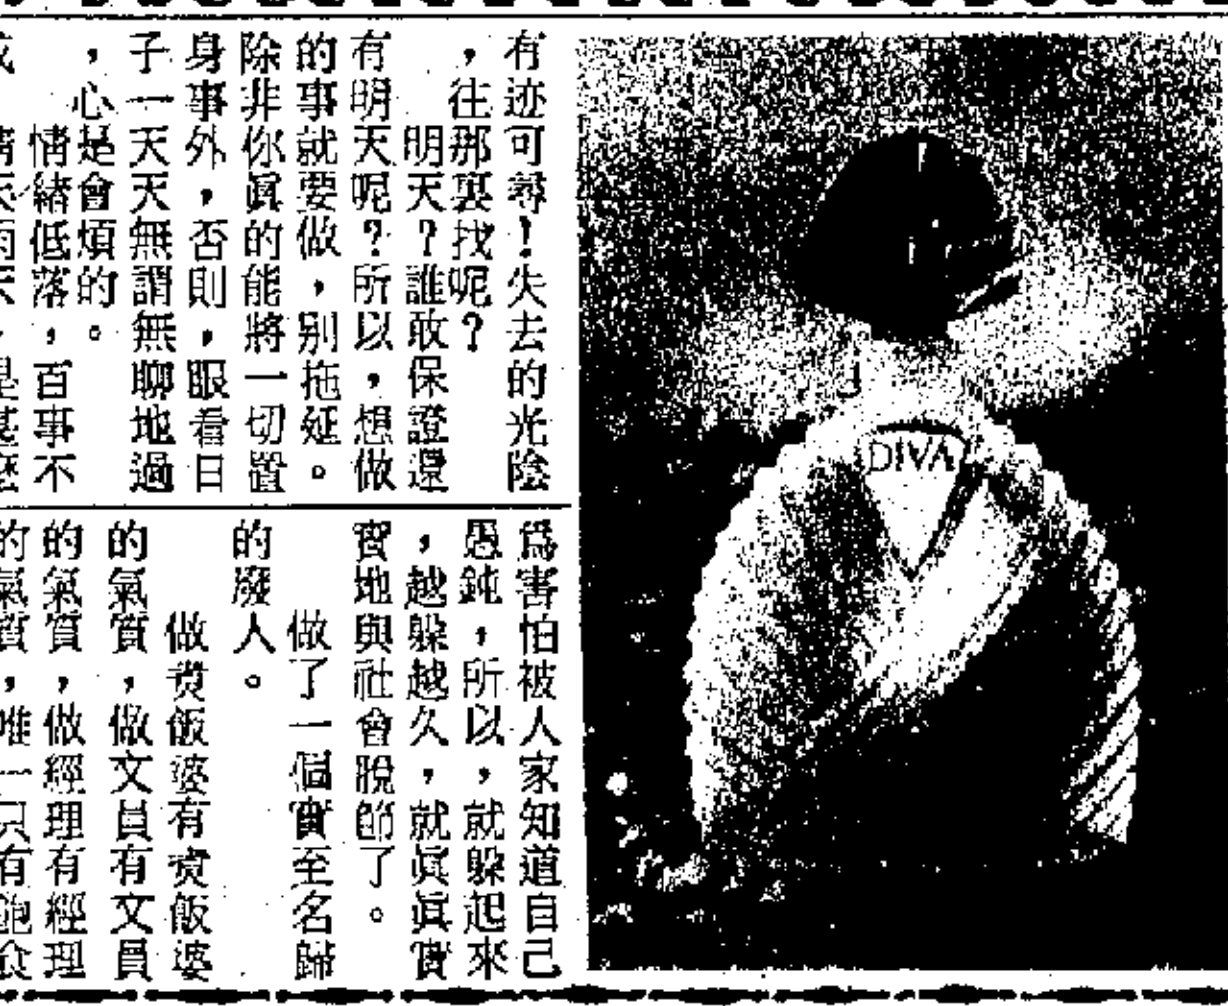 有迹可尋!失去的光陰
，往那裏找呢?
明天?誰敢保證還
有明天呢?所以，想做
的事就要做，别拖延。
除非你眞的能將一切置
身事外，否則，眼看日
子一天天無謂無聊地過
，心是會煩的。
情緒低落，百事不
爲害怕被人家知道自己
愚鈍，所以，就躲起來
，越躲越久，就眞眞實
實地與社會脫節了。
做了一個實至名歸
的廢人。
做煑飯婆有煑飯婆
的氣質，做文員有文員
的氣質，做經理有經理
的氣質，唯一只有飽食
DIVA